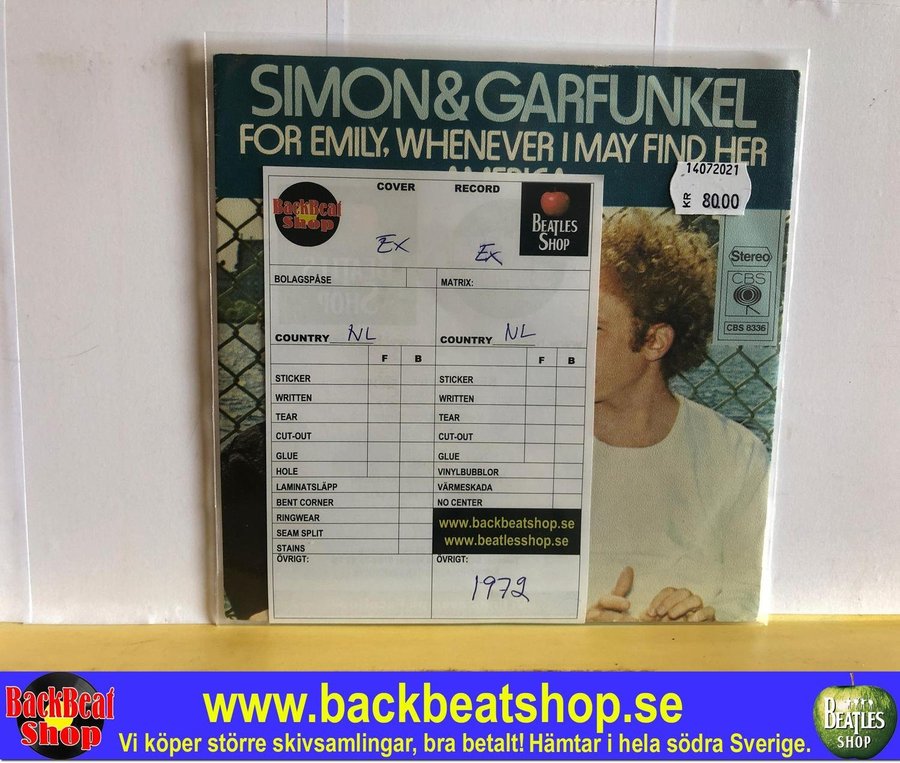 SIMON & GARFUNKEL
FOR EMILY, WHENEVER I MAY FIND HER
AMERICA
14072021
KR 80.00
Stereo
CBS
CBS 8336
COVER RECORD
BackBeat Shop
BEATLES SHOP
Ex Ex
BOLAGSPÅSE MATRIX:
COUNTRY NL COUNTRY NL
F B F B
STICKER STICKER
WRITTEN WRITTEN
TEAR TEAR
CUT-OUT CUT-OUT
GLUE GLUE
HOLE VINYLBUBBLOR
LAMINATSLÄPP VÄRMESKADA
BENT CORNER NO CENTER
RINGWEAR
SEAM SPLIT
STAINS
www.backbeatshop.se
www.beatlesshop.se
ÖVRIGT: ÖVRIGT:
1972
BackBeat Shop
www.backbeatshop.se
Vi köper större skivsamlingar, bra betalt! Hämtar i hela södra Sverige.
BEATLES SHOP